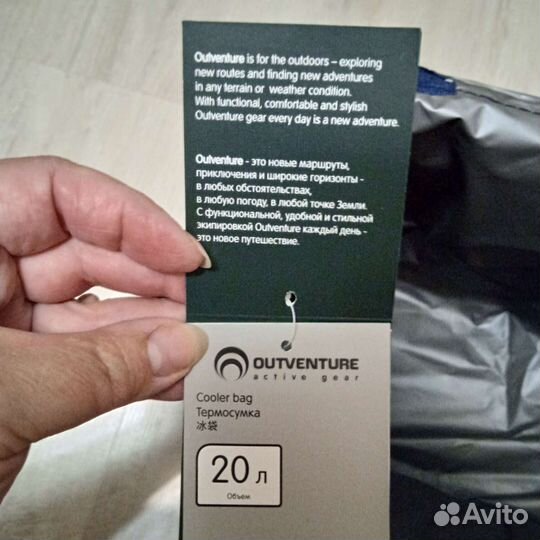 Outventure is for the outdoors – exploring
new routes and finding new adventures
in any terrain or weather condition.
With functional, comfortable and stylish
Outventure gear every day is a new adventure.
Outventure - это новые маршруты,
приключения и широкие горизонты -
в любых обстоятельствах,
в любую погоду, в любой точке Земли.
С функциональной, удобной и стильной
экипировкой Outventure каждый день -
это новое путешествие.
OUTVENTURE
active gear
Cooler bag
Термосумка
冰袋
20 л
Объем
Avito